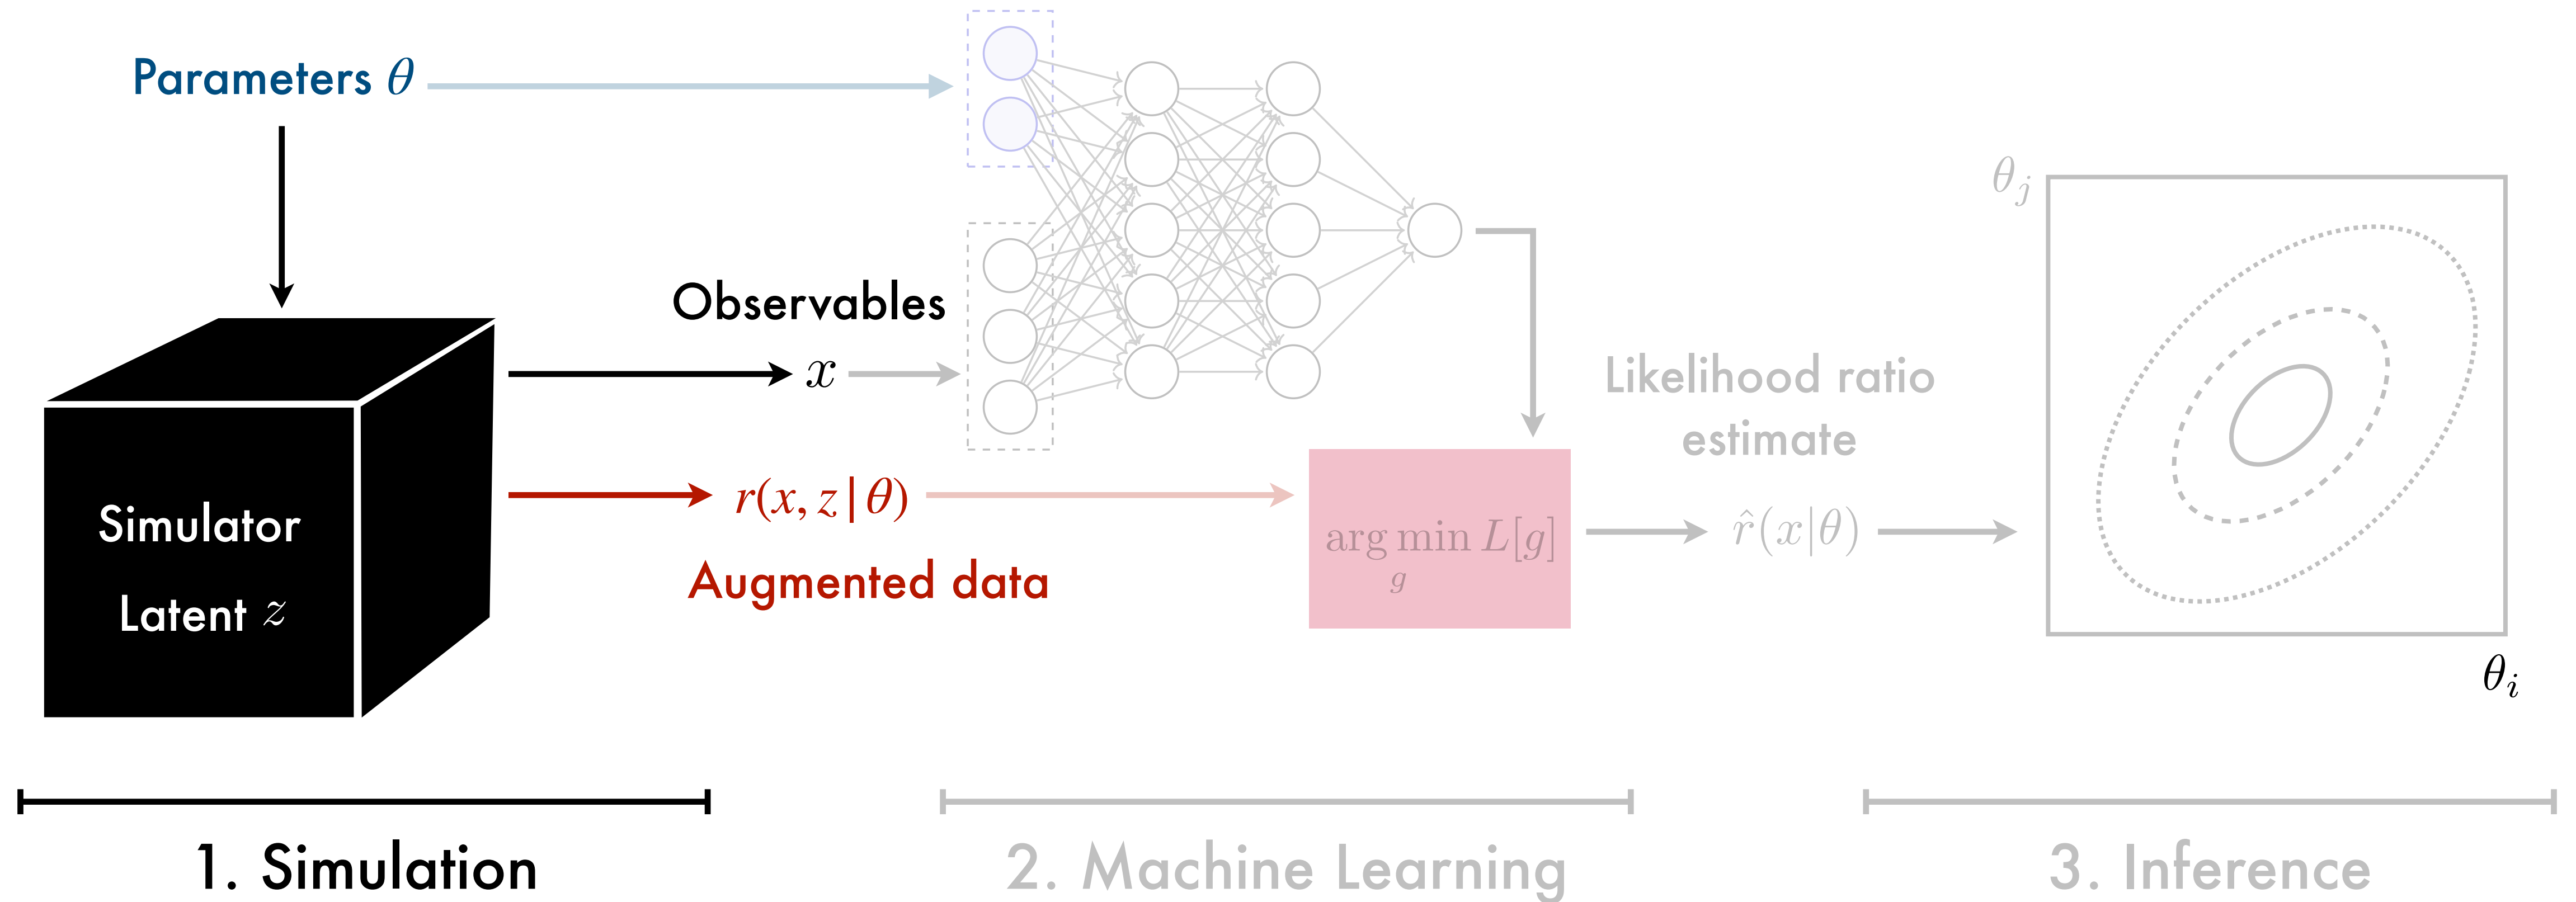 Parameters θ
Observables
x
Simulator
Latent z
r(x, z | θ)
Augmented data
arg min L[g]
g
Likelihood ratio
estimate
r̂(x|θ)
θⱼ
θᵢ
1. Simulation
2. Machine Learning
3. Inference